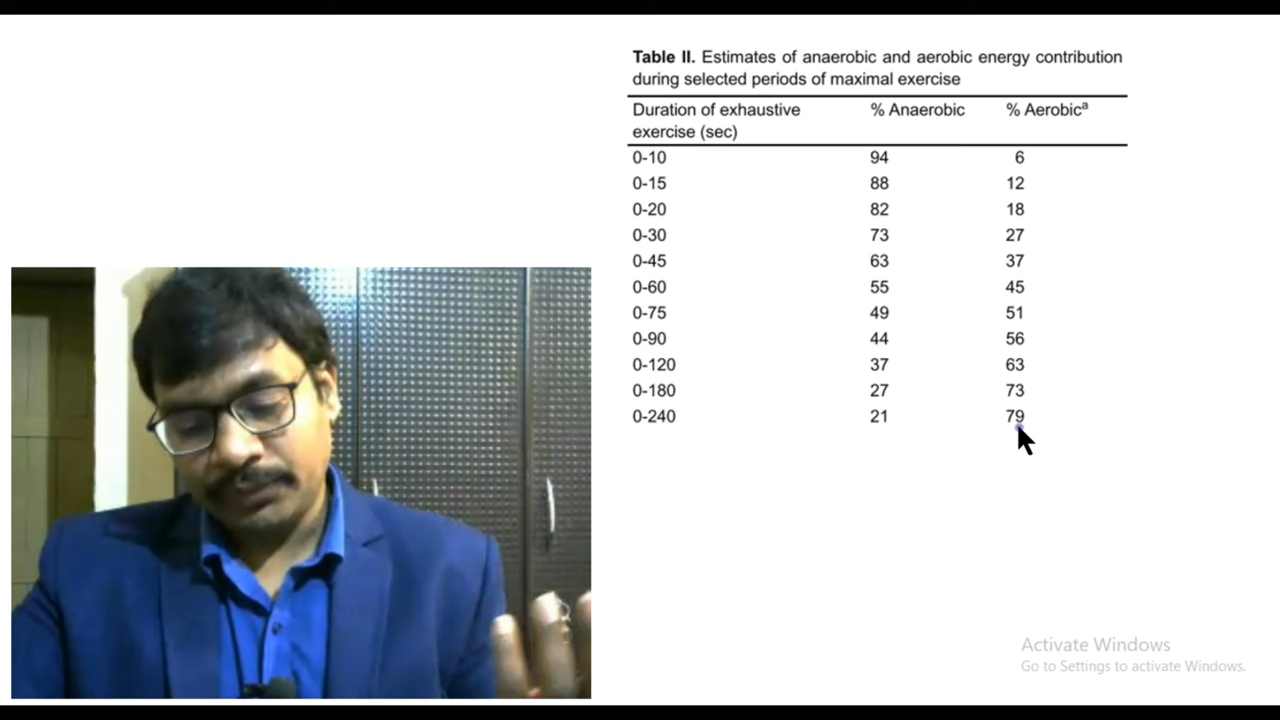 Table II. Estimates of anaerobic and aerobic energy contribution
during selected periods of maximal exercise
Duration of exhaustive % Anaerobic % Aerobicᵃ
exercise (sec)
0-10 94 6
0-15 88 12
0-20 82 18
0-30 73 27
0-45 63 37
0-60 55 45
0-75 49 51
0-90 44 56
0-120 37 63
0-180 27 73
0-240 21 79
Activate Windows
Go to Settings to activate Windows.